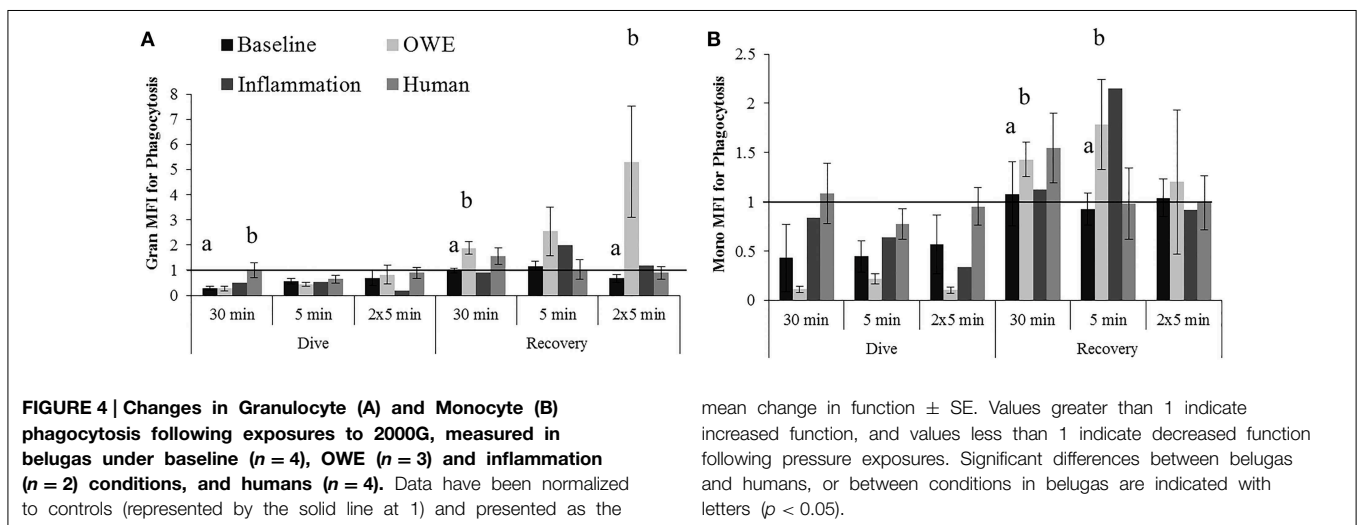 A
B
Baseline
OWE
Inflammation
Human
b
Gran MFI for Phagocytosis
8
7
6
5
4
3
2
1
0
a
b
a
b
a
30 min
5 min
2x5 min
30 min
5 min
2x5 min
Dive
Recovery
Mono MFI for Phagocytosis
2.5
2
1.5
1
0.5
0
b
b
a
a
30 min
5 min
2x5 min
30 min
5 min
2x5 min
Dive
Recovery
FIGURE 4 | Changes in Granulocyte (A) and Monocyte (B)
phagocytosis following exposures to 2000G, measured in
belugas under baseline (n = 4), OWE (n = 3) and inflammation
(n = 2) conditions, and humans (n = 4). Data have been normalized
to controls (represented by the solid line at 1) and presented as the
mean change in function ± SE. Values greater than 1 indicate
increased function, and values less than 1 indicate decreased function
following pressure exposures. Significant differences between belugas
and humans, or between conditions in belugas are indicated with
letters (p < 0.05).